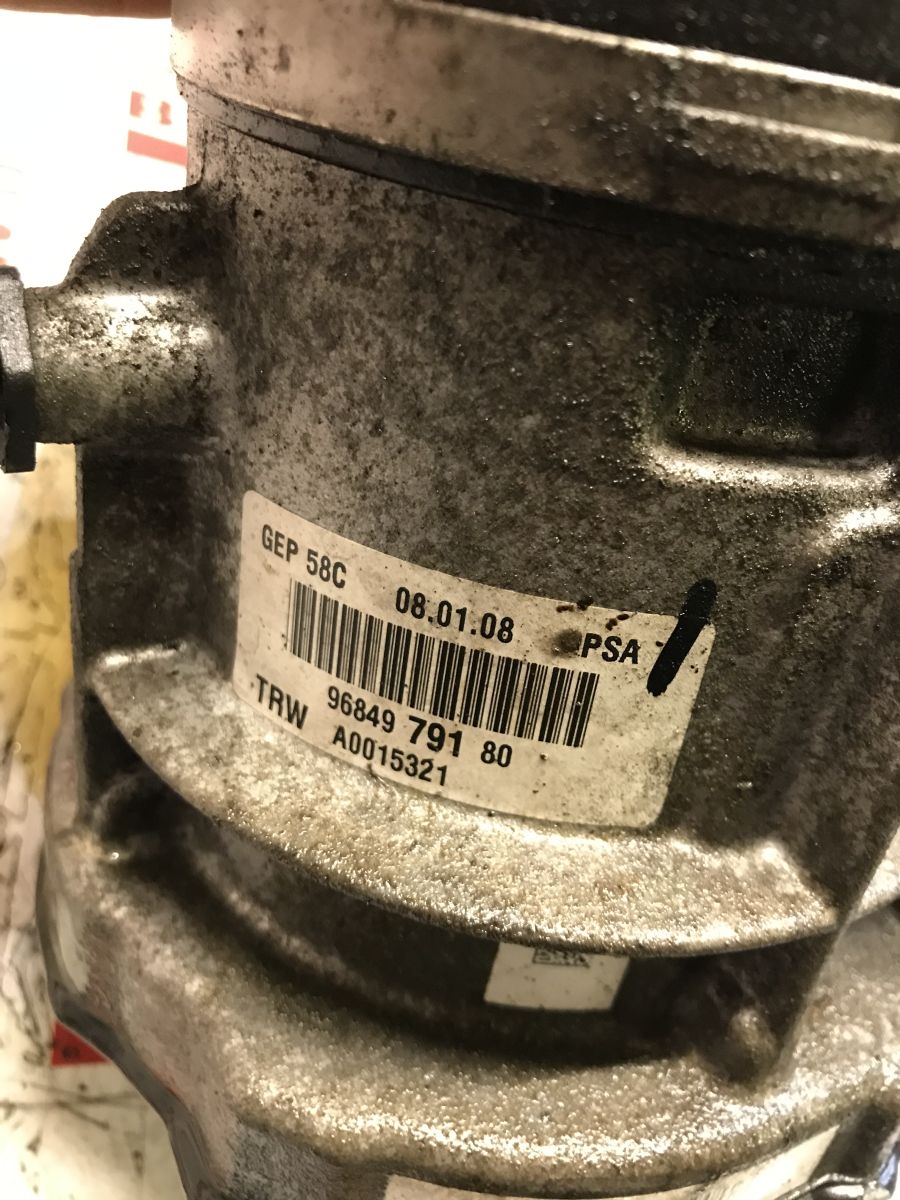 GEP 58C 08.01.08 PSA
TRW 96849 791 80
A0015321